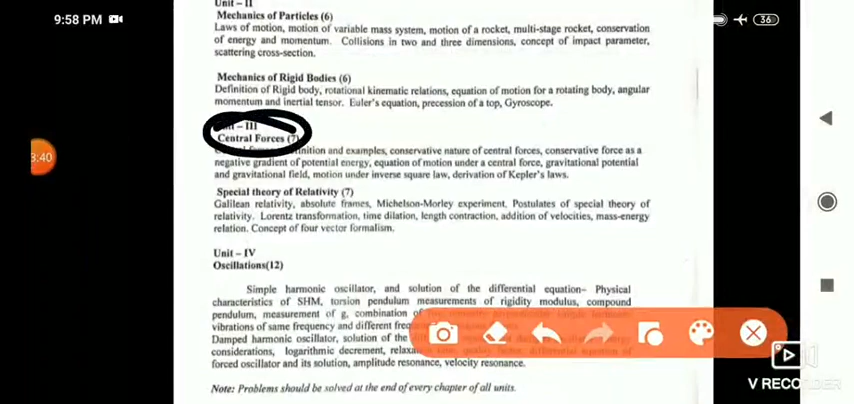 9:58 PM
36
Unit – II
Mechanics of Particles (6)
Laws of motion, motion of variable mass system, motion of a rocket, multi-stage rocket, conservation
of energy and momentum. Collisions in two and three dimensions, concept of impact parameter,
scattering cross-section.
Mechanics of Rigid Bodies (6)
Definition of Rigid body, rotational kinematic relations, equation of motion for a rotating body, angular
momentum and inertial tensor. Euler's equation, precession of a top, Gyroscope.
– III
Central Forces (7)
3:40
and examples, conservative nature of central forces, conservative force as a
negative gradient of potential energy, equation of motion under a central force, gravitational potential
and gravitational field, motion under inverse square law, derivation of Kepler's laws.
Special theory of Relativity (7)
Galilean relativity, absolute frames, Michelson-Morley experiment. Postulates of special theory of
relativity. Lorentz transformation, time dilation, length contraction, addition of velocities, mass-energy
relation. Concept of four vector formalism.
Unit – IV
Oscillations(12)
Simple harmonic oscillator, and solution of the differential equation– Physical
characteristics of SHM, torsion pendulum measurements of rigidity modulus, compound
pendulum, measurement of g, combination of
vibrations of same frequency and different
Damped harmonic oscillator, solution of the
considerations, logarithmic decrement,
forced oscillator and its solution, amplitude resonance, velocity resonance.
Note: Problems should be solved at the end of every chapter of all units.
V RECORDER